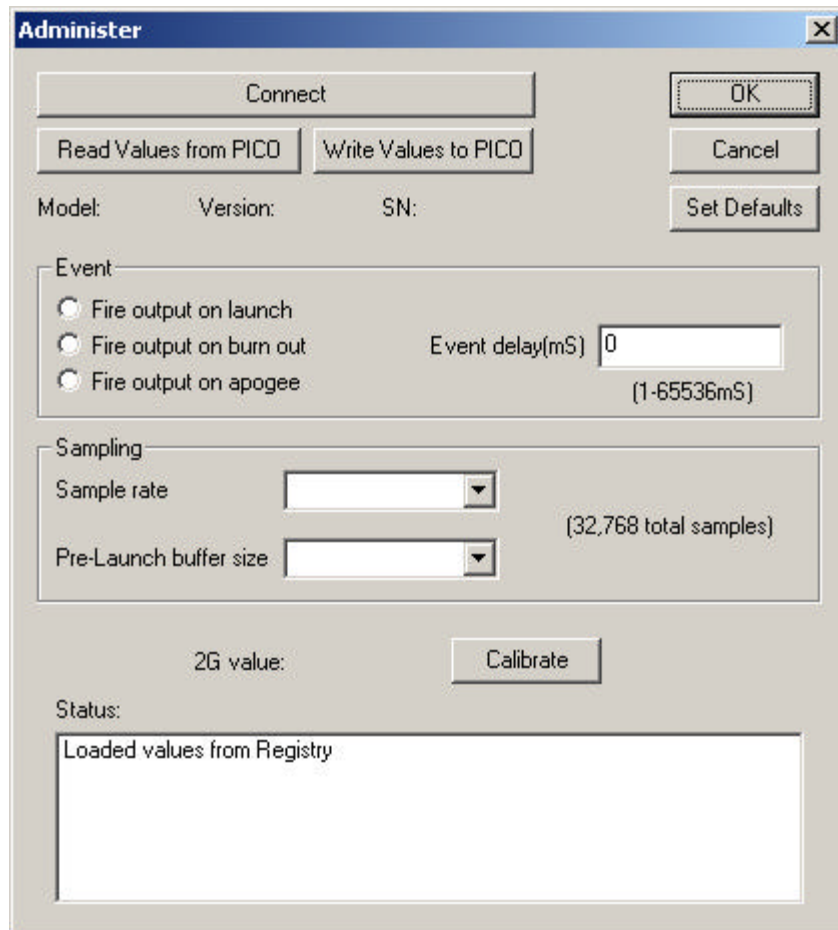 Administer
Connect
OK
Read Values from PICO
Write Values to PICO
Cancel
Model:
Version:
SN:
Set Defaults
Event
Fire output on launch
Fire output on burn out
Event delay(mS)
0
Fire output on apogee
(1-65536mS)
Sampling
Sample rate
(32,768 total samples)
Pre-Launch buffer size
2G value:
Calibrate
Status:
Loaded values from Registry